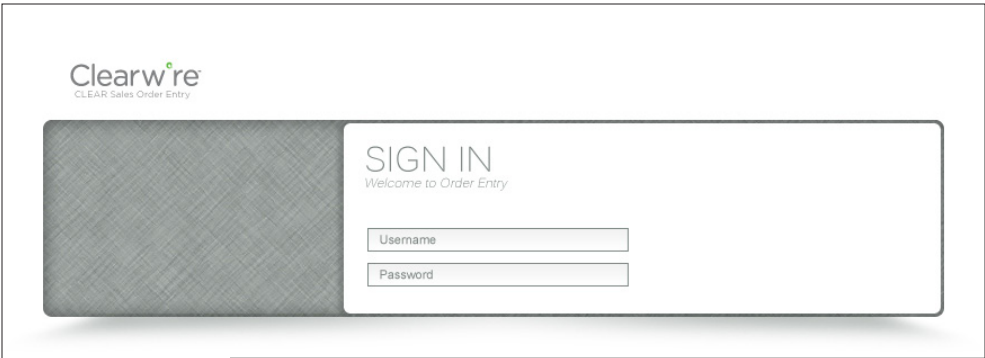 Clearwire
CLEAR Sales Order Entry
SIGN IN
Welcome to Order Entry
Username
Password